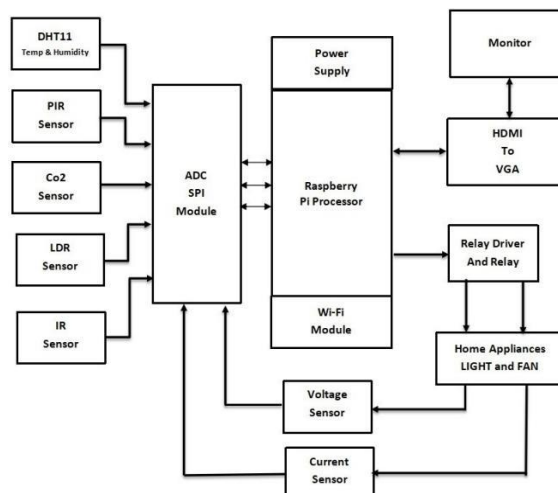 DHT11
Temp & Humidity
PIR
Sensor
Co2
Sensor
LDR
Sensor
IR
Sensor
ADC
SPI
Module
Power
Supply
Raspberry
Pi Processor
Wi-Fi
Module
Monitor
HDMI
To
VGA
Relay Driver
And Relay
Home Appliances
LIGHT and FAN
Voltage
Sensor
Current
Sensor